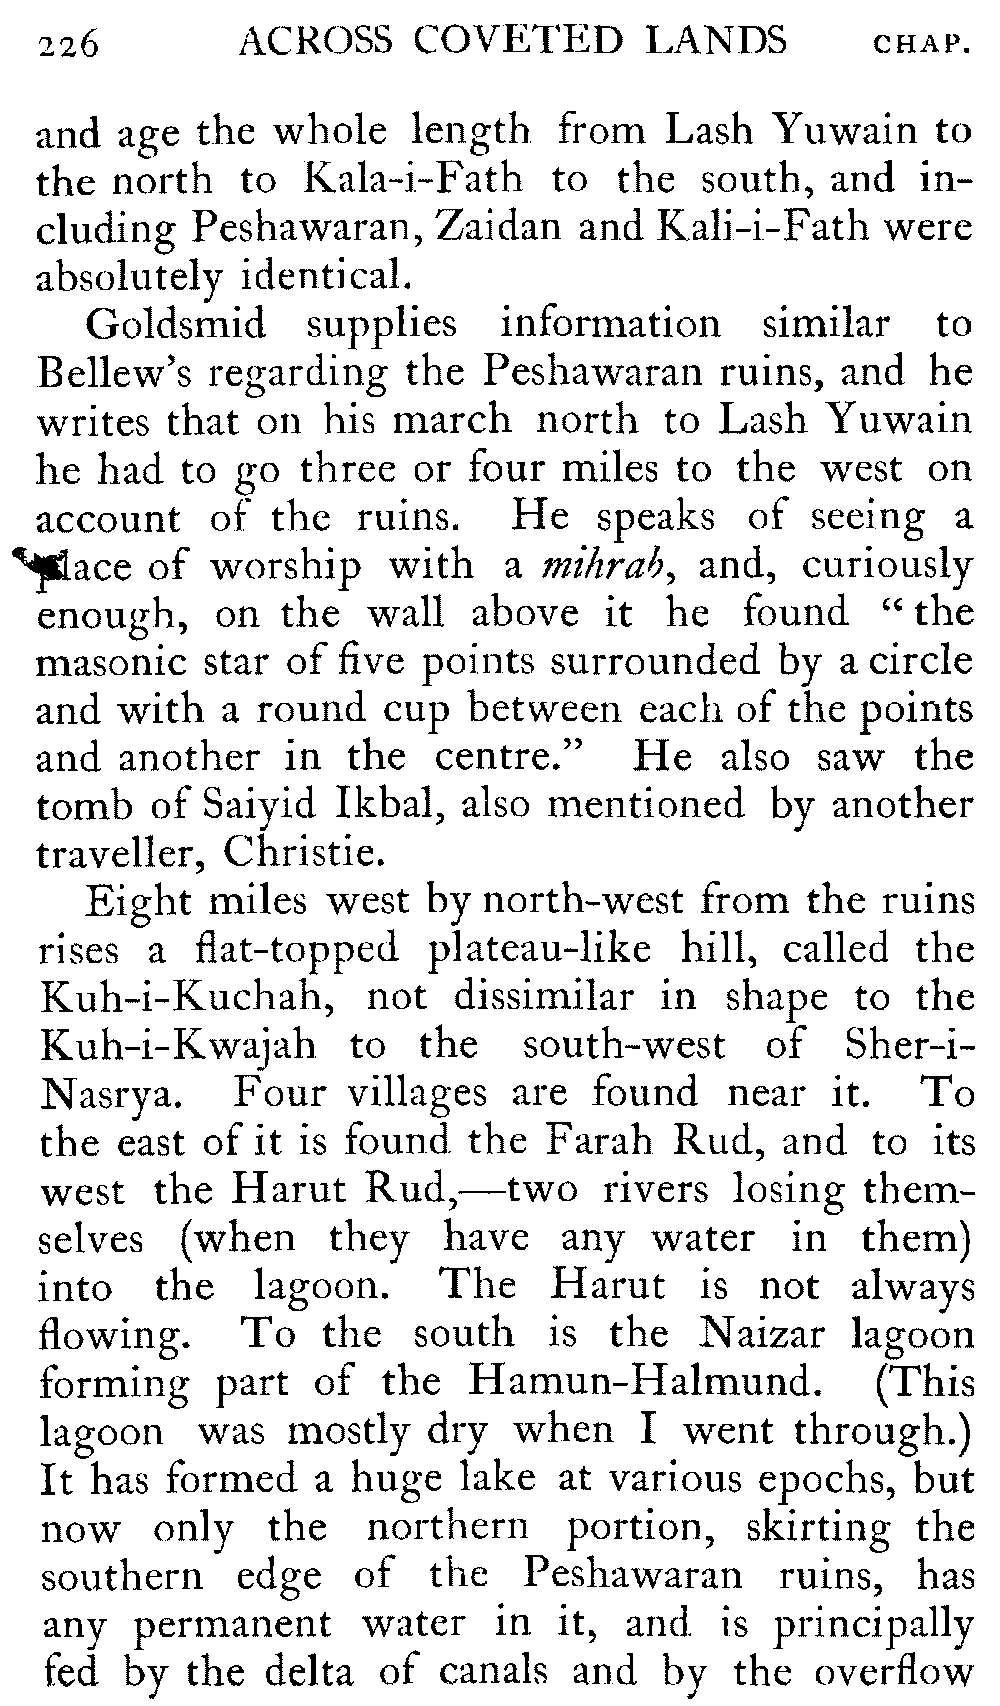 226 ACROSS COVETED LANDS CHAP.
and age the whole length from Lash Yuwain to
the north to Kala-i-Fath to the south, and in-
cluding Peshawaran, Zaidan and Kali-i-Fath were
absolutely identical.
Goldsmid supplies information similar to
Bellew's regarding the Peshawaran ruins, and he
writes that on his march north to Lash Yuwain
he had to go three or four miles to the west on
account of the ruins. He speaks of seeing a
place of worship with a mihrab, and, curiously
enough, on the wall above it he found "the
masonic star of five points surrounded by a circle
and with a round cup between each of the points
and another in the centre." He also saw the
tomb of Saiyid Ikbal, also mentioned by another
traveller, Christie.
Eight miles west by north-west from the ruins
rises a flat-topped plateau-like hill, called the
Kuh-i-Kuchah, not dissimilar in shape to the
Kuh-i-Kwajah to the south-west of Sher-i-
Nasrya. Four villages are found near it. To
the east of it is found the Farah Rud, and to its
west the Harut Rud,—two rivers losing them-
selves (when they have any water in them)
into the lagoon. The Harut is not always
flowing. To the south is the Naizar lagoon
forming part of the Hamun-Halmund. (This
lagoon was mostly dry when I went through.)
It has formed a huge lake at various epochs, but
now only the northern portion, skirting the
southern edge of the Peshawaran ruins, has
any permanent water in it, and is principally
fed by the delta of canals and by the overflow